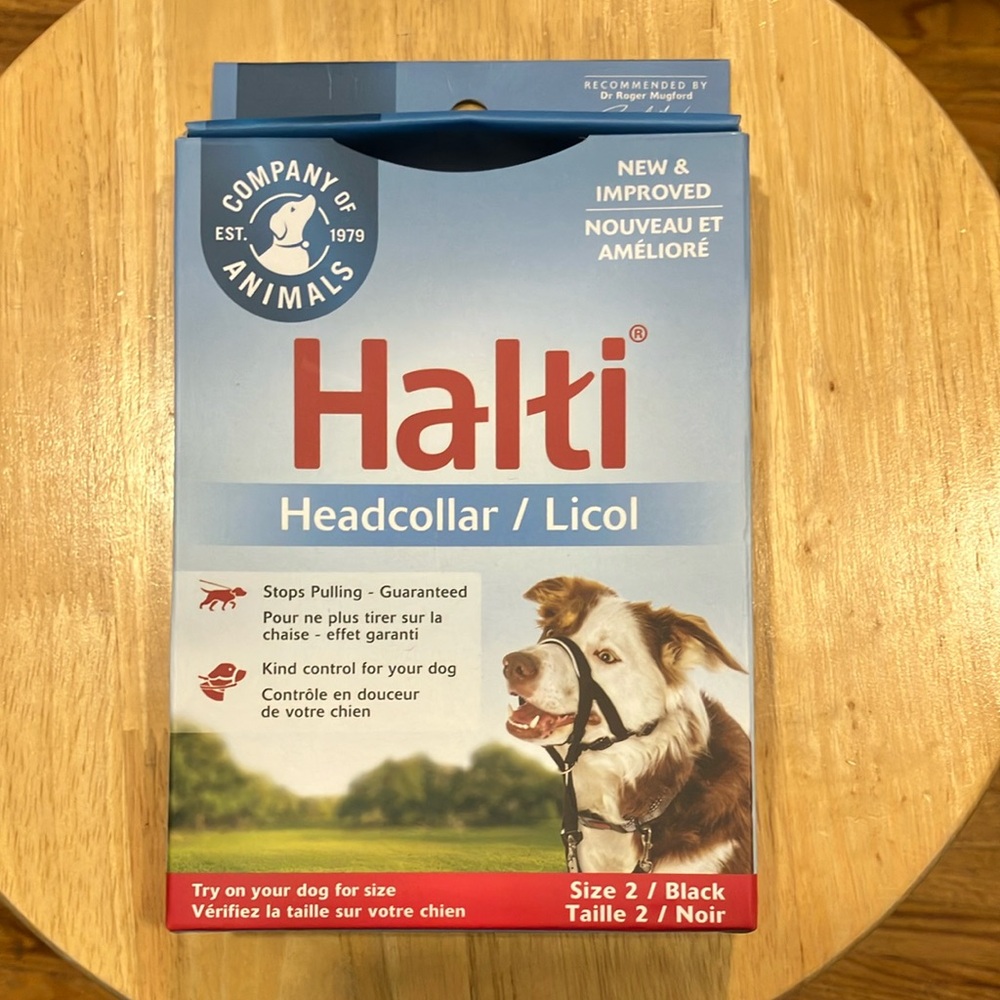 RECOMMENDED BY
Dr Roger Mugford
COMPANY OF
EST. 1979
ANIMALS
NEW &
IMPROVED
NOUVEAU ET
AMÉLIORÉ
Halti®
Headcollar / Licol
Stops Pulling - Guaranteed
Pour ne plus tirer sur la
chaise - effet garanti
Kind control for your dog
Contrôle en douceur
de votre chien
Try on your dog for size
Vérifiez la taille sur votre chien
Size 2 / Black
Taille 2 / Noir